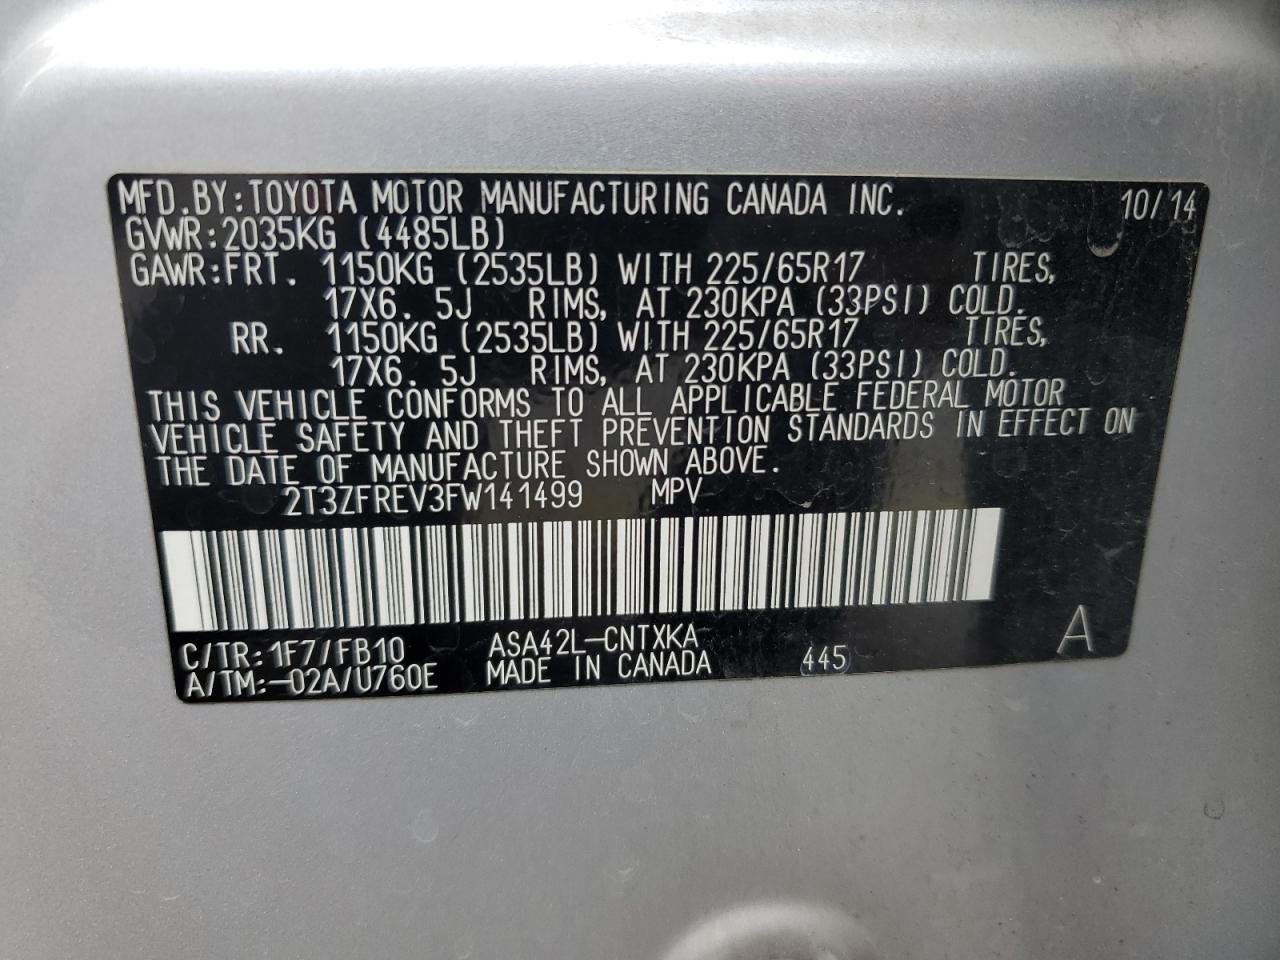 MFD.BY:TOYOTA MOTOR MANUFACTURING CANADA INC. 10/14
GVWR:2035KG (4485LB)
GAWR:FRT. 1150KG (2535LB) WITH 225/65R17 TIRES,
17X6.5J RIMS, AT 230KPA (33PSI) COLD.
RR. 1150KG (2535LB) WITH 225/65R17 TIRES,
17X6.5J RIMS, AT 230KPA (33PSI) COLD.
THIS VEHICLE CONFORMS TO ALL APPLICABLE FEDERAL MOTOR
VEHICLE SAFETY AND THEFT PREVENTION STANDARDS IN EFFECT ON
THE DATE OF MANUFACTURE SHOWN ABOVE.
2T3ZFREV3FW141499 MPV
C/TR:1F7/FB10 ASA42L-CNTXKA A
A/TM:-02A/U760E MADE IN CANADA 445